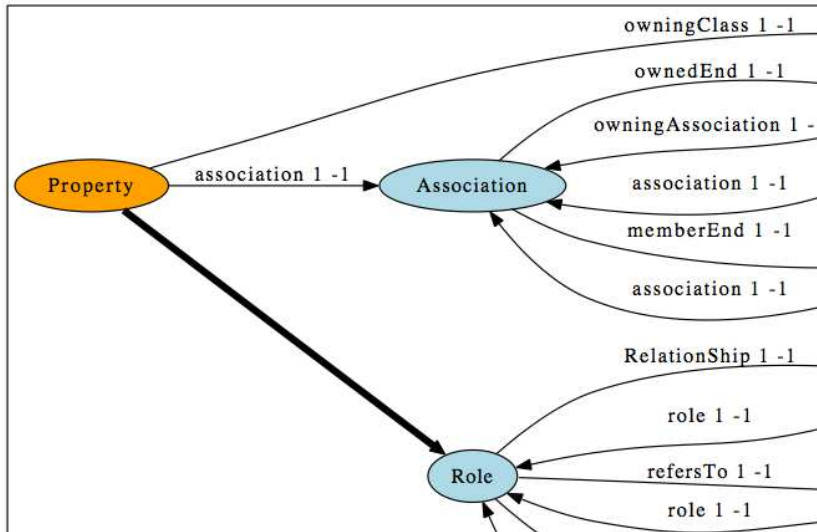 owningClass 1 -1
ownedEnd 1 -1
owningAssociation 1 -
Property
association 1 -1
Association
association 1 -1
memberEnd 1 -1
association 1 -1
RelationShip 1 -1
role 1 -1
Role
refersTo 1 -1
role 1 -1